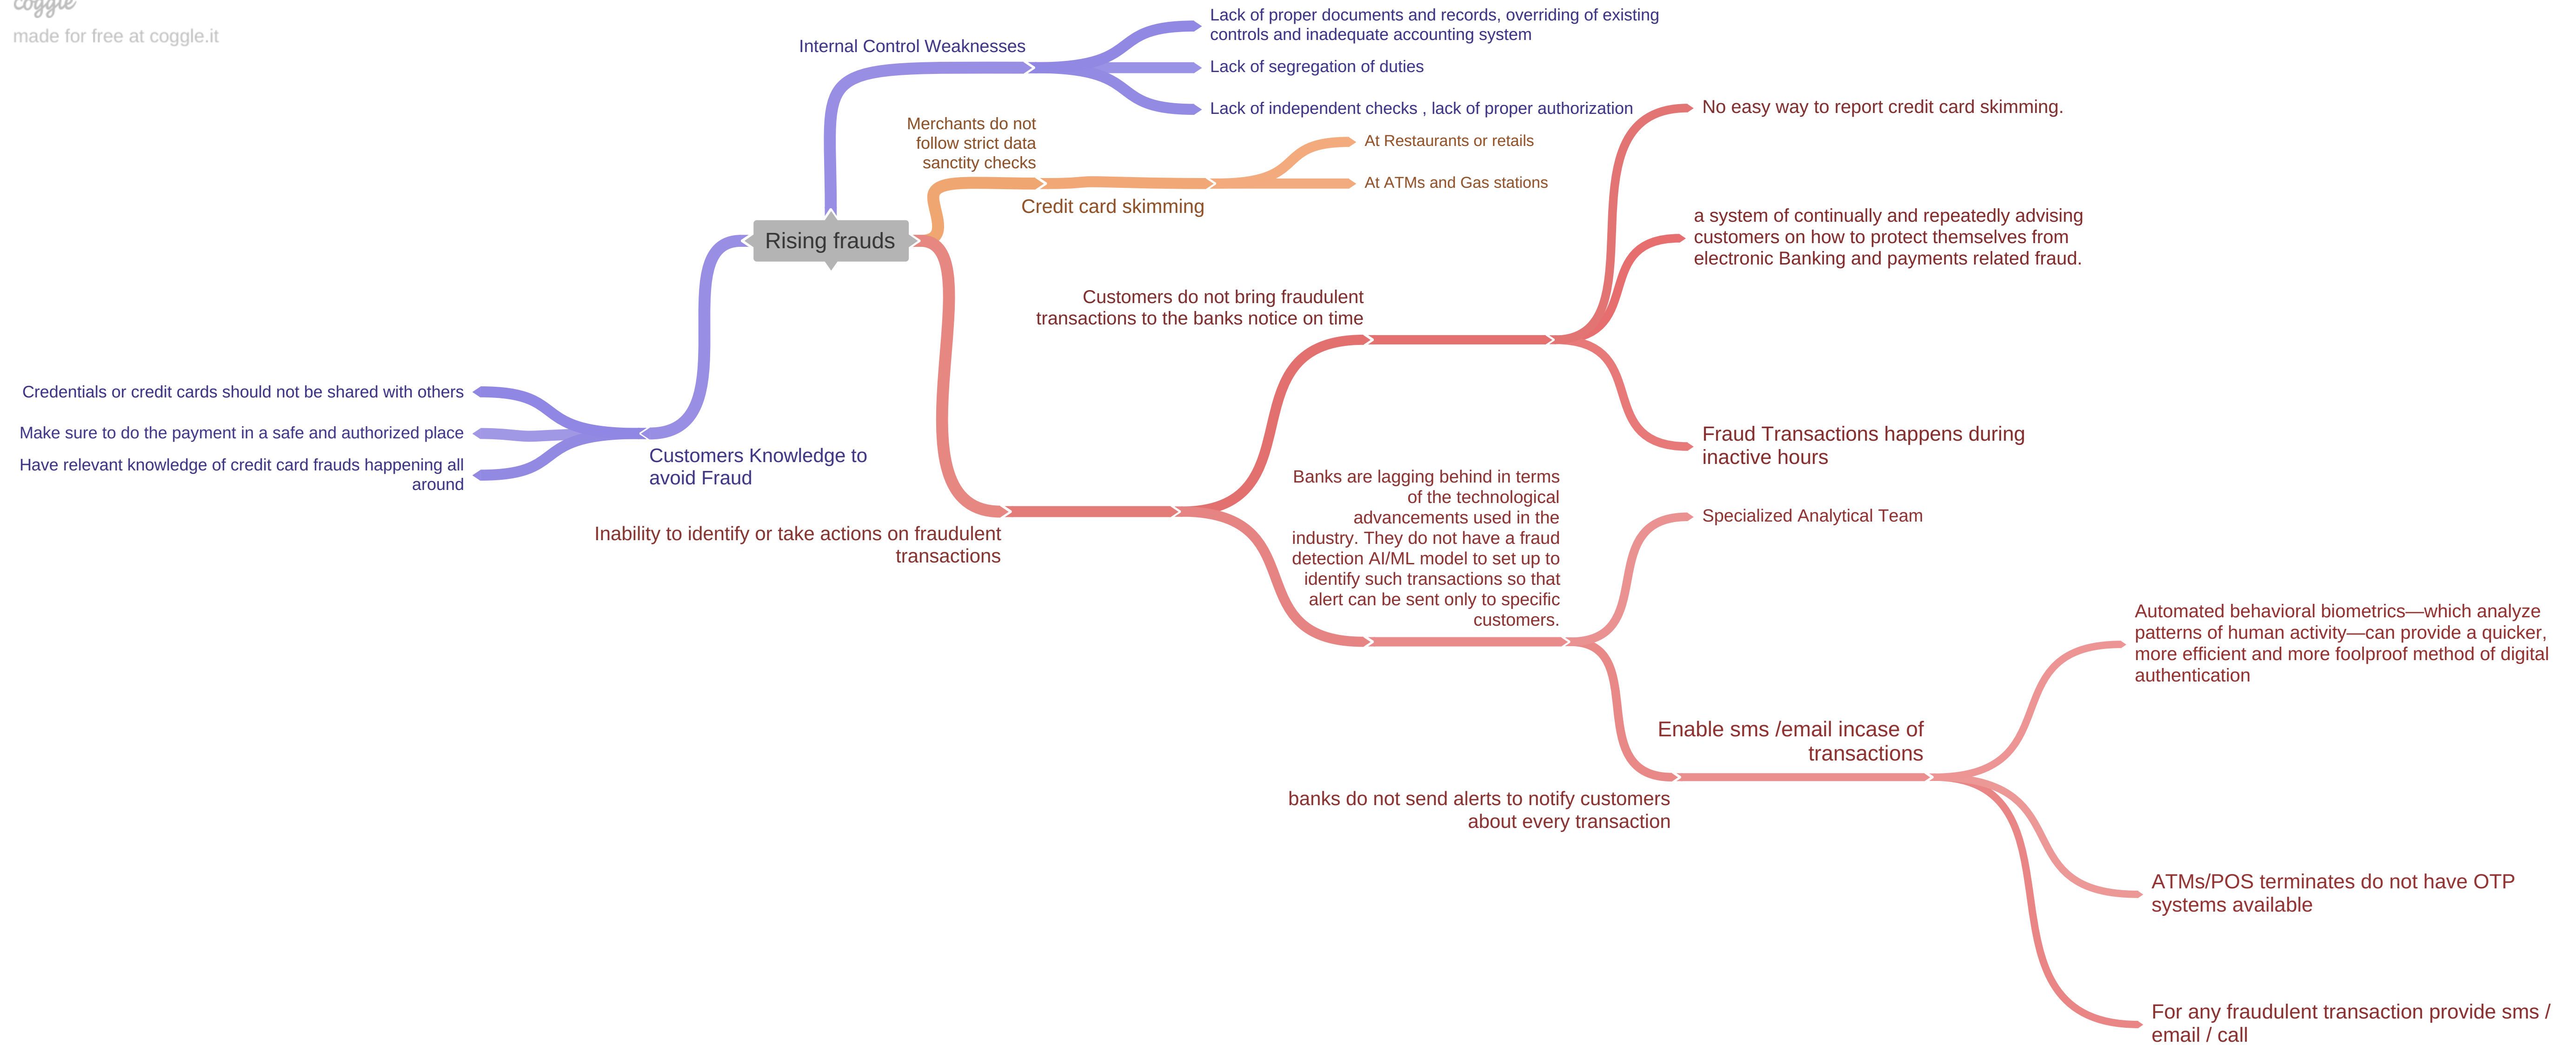 coggle
made for free at coggle.it
Internal Control Weaknesses
Lack of proper documents and records, overriding of existing
controls and inadequate accounting system
Lack of segregation of duties
Lack of independent checks , lack of proper authorization
Merchants do not
follow strict data
sanctity checks
Credit card skimming
At Restaurants or retails
At ATMs and Gas stations
Rising frauds
No easy way to report credit card skimming.
a system of continually and repeatedly advising
customers on how to protect themselves from
electronic Banking and payments related fraud.
Customers do not bring fraudulent
transactions to the banks notice on time
Fraud Transactions happens during
inactive hours
Credentials or credit cards should not be shared with others
Make sure to do the payment in a safe and authorized place
Have relevant knowledge of credit card frauds happening all
around
Customers Knowledge to
avoid Fraud
Inability to identify or take actions on fraudulent
transactions
Banks are lagging behind in terms
of the technological
advancements used in the
industry. They do not have a fraud
detection AI/ML model to set up to
identify such transactions so that
alert can be sent only to specific
customers.
Specialized Analytical Team
banks do not send alerts to notify customers
about every transaction
Enable sms /email incase of
transactions
Automated behavioral biometrics—which analyze
patterns of human activity—can provide a quicker,
more efficient and more foolproof method of digital
authentication
ATMs/POS terminates do not have OTP
systems available
For any fraudulent transaction provide sms /
email / call